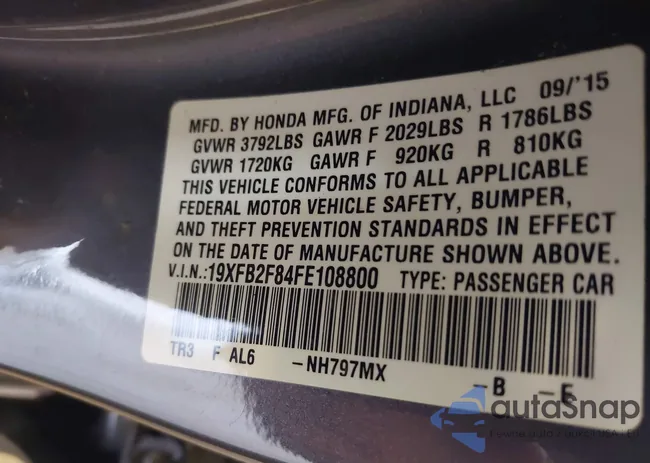 MFD. BY HONDA MFG. OF INDIANA, LLC 09/'15
GVWR 3792LBS GAWR F 2029LBS R 1786LBS
GVWR 1720KG GAWR F 920KG R 810KG
THIS VEHICLE CONFORMS TO ALL APPLICABLE
FEDERAL MOTOR VEHICLE SAFETY, BUMPER,
AND THEFT PREVENTION STANDARDS IN EFFECT
ON THE DATE OF MANUFACTURE SHOWN ABOVE.
V.I.N.:19XFB2F84FE108800 TYPE: PASSENGER CAR
TR3 F AL6 -NH797MX -B -E
autaSnap